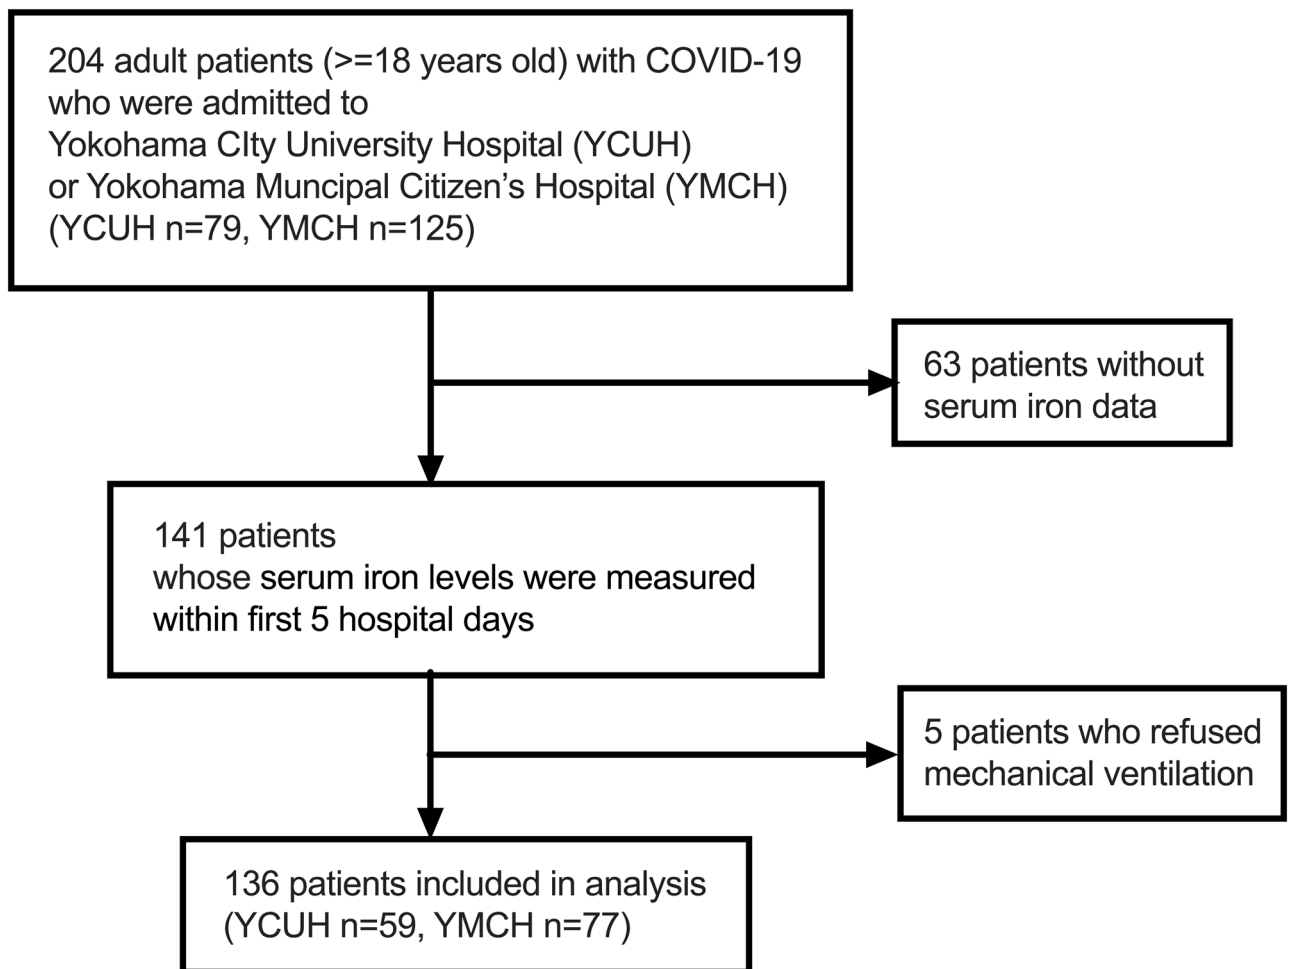 204 adult patients (>=18 years old) with COVID-19
who were admitted to
Yokohama CIty University Hospital (YCUH)
or Yokohama Muncipal Citizen's Hospital (YMCH)
(YCUH n=79, YMCH n=125)
63 patients without
serum iron data
141 patients
whose serum iron levels were measured
within first 5 hospital days
5 patients who refused
mechanical ventilation
136 patients included in analysis
(YCUH n=59, YMCH n=77)